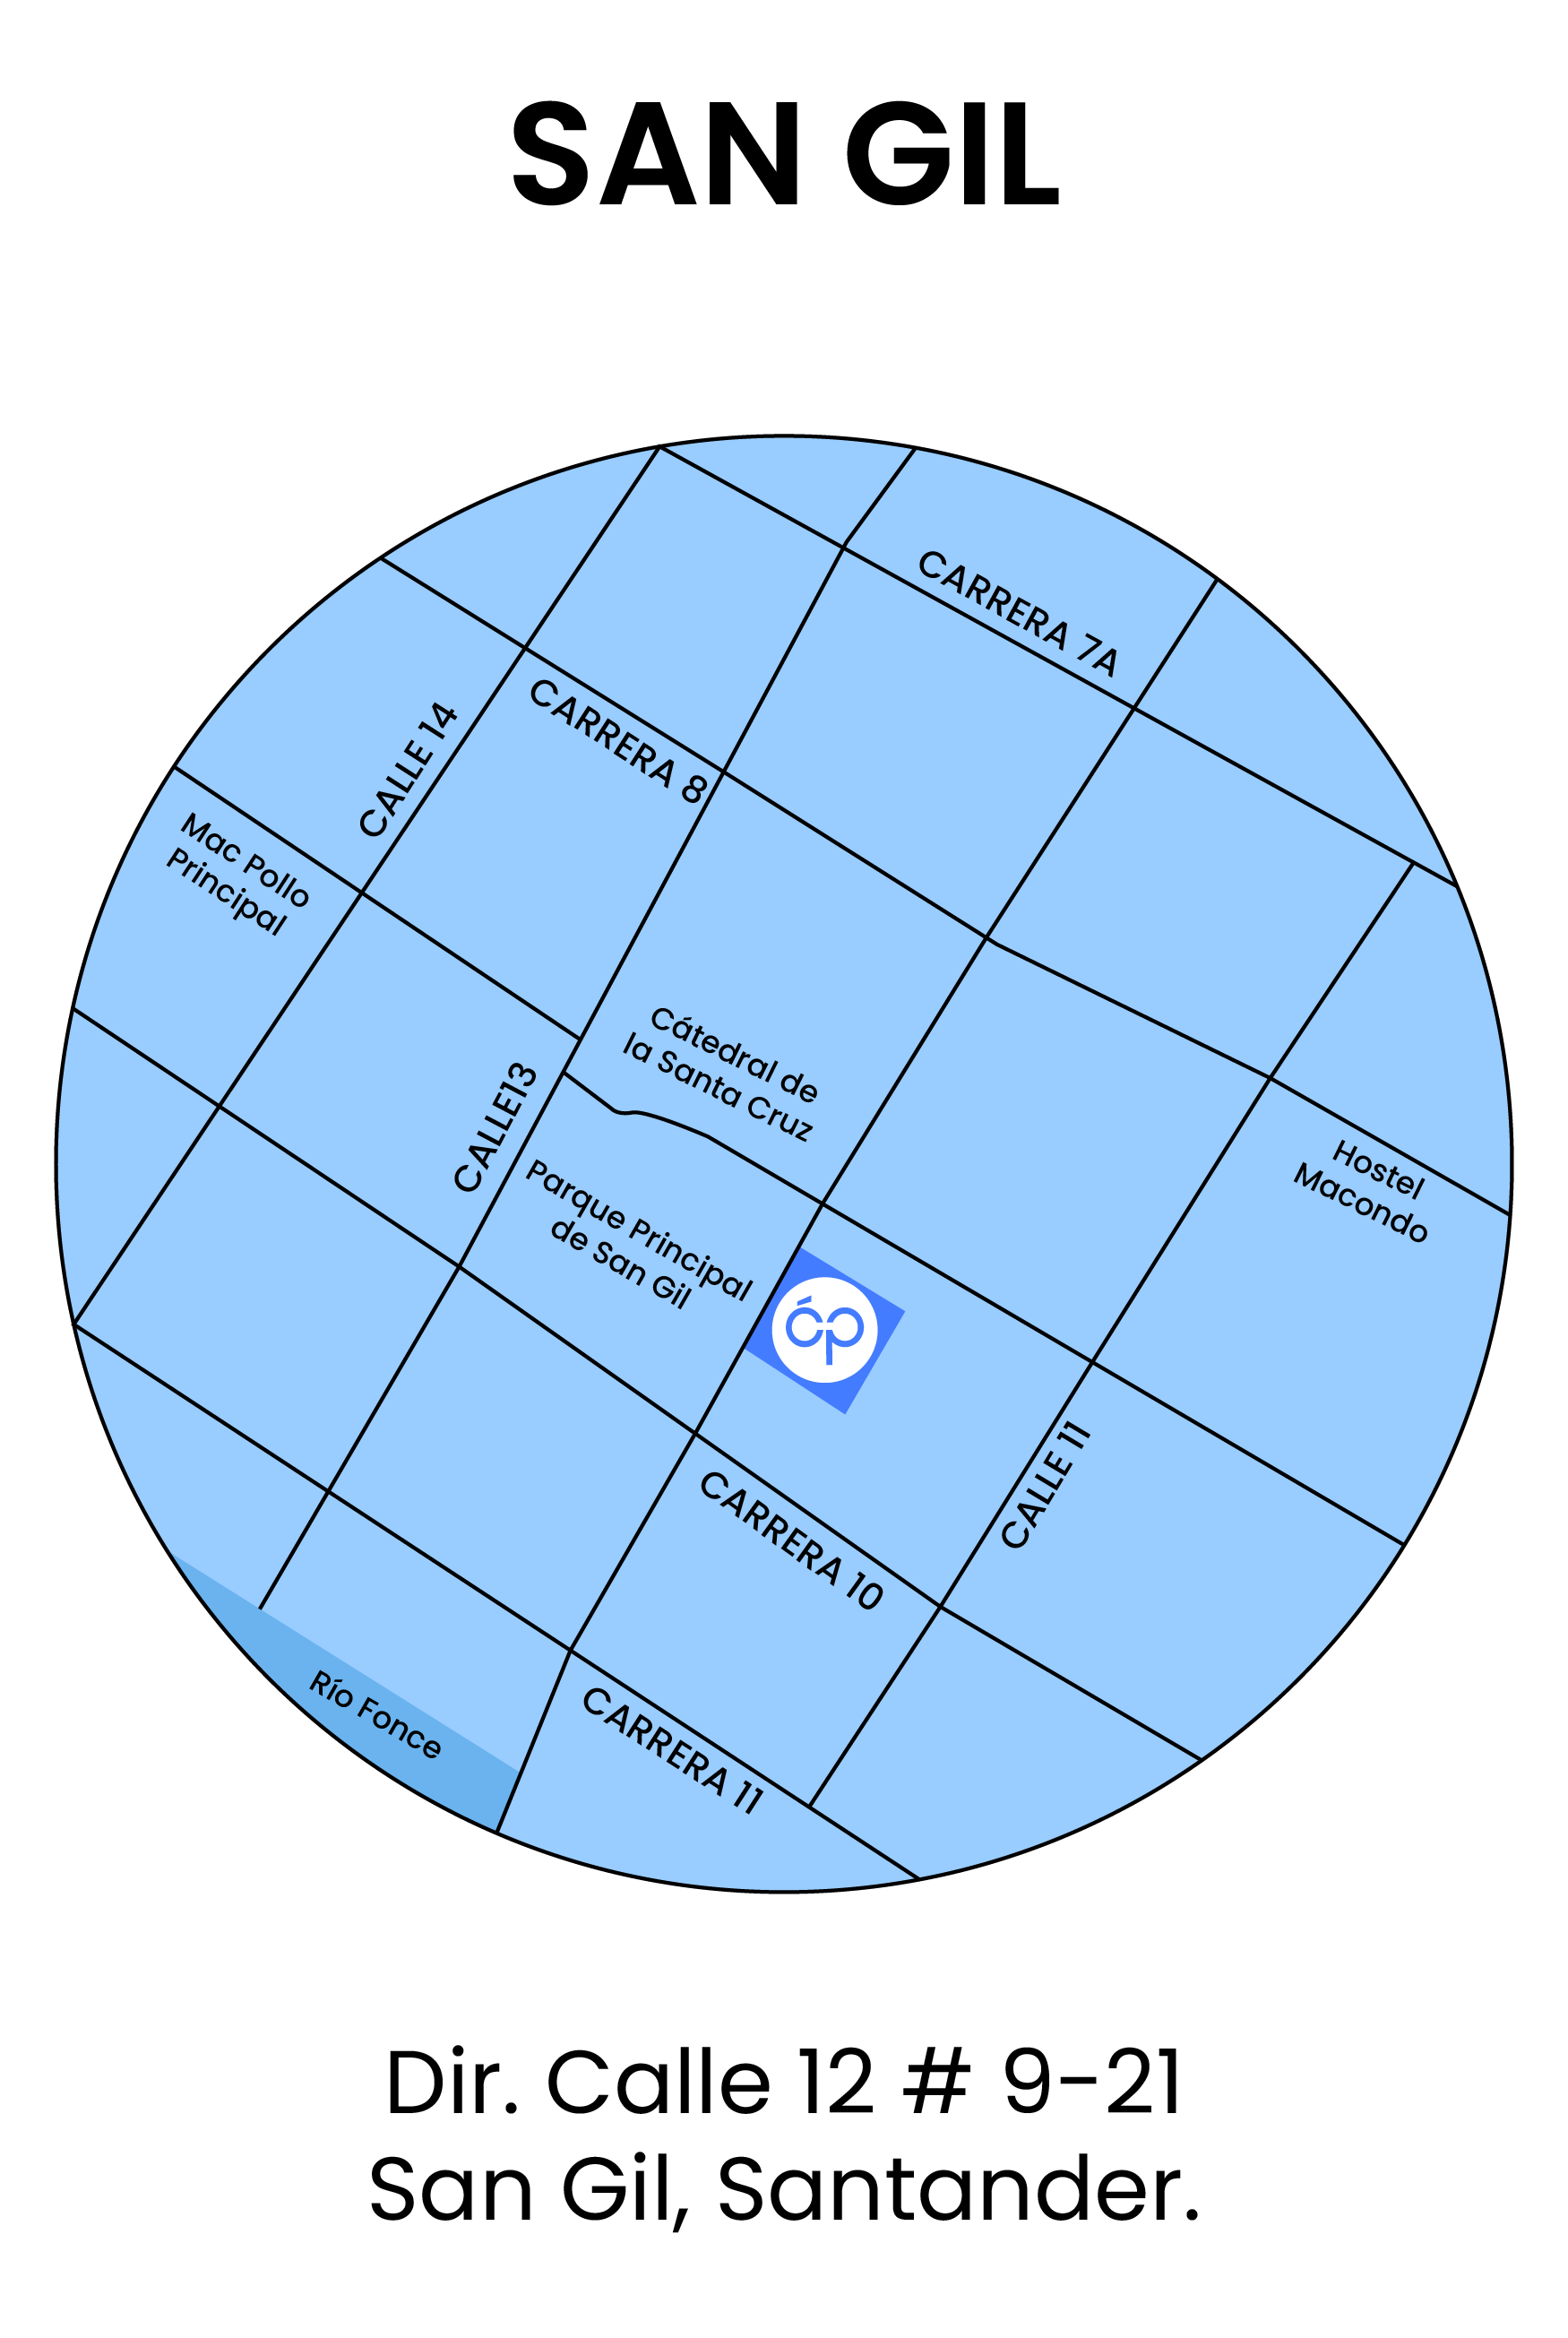 SAN GIL
CARRERA 7A
CARRERA 8
CALLE 14
Mac Pollo
Principal
Cátedral de
la santa Cruz
CALLE13
Parque Principal
de san Gil
Hostel
Macondo
óp
CALLE 11
CARRERA 10
CARRERA 11
Río Fonce
Dir. Calle 12 # 9-21
San Gil, Santander.